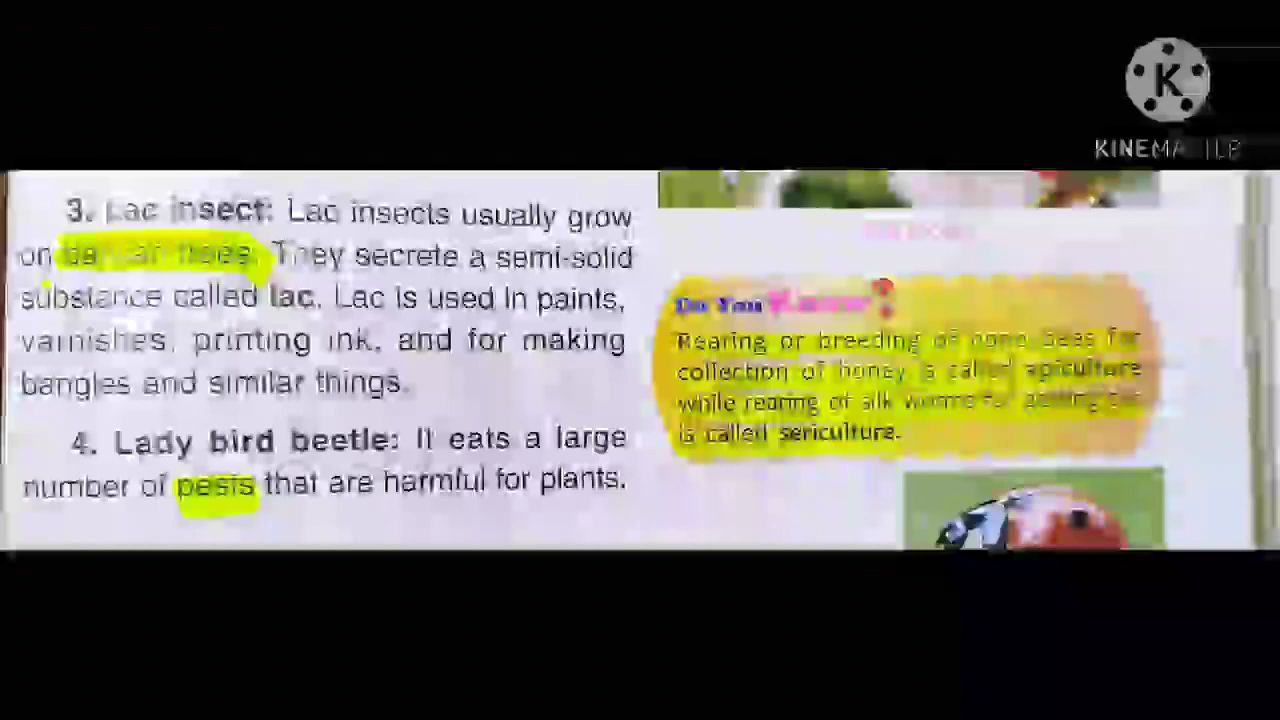 KINEMASTER
3. Lac insect: Lac insects usually grow
on banyan trees. They secrete a semi-solid
substance called lac. Lac is used in paints,
varnishes, printing ink, and for making
bangles and similar things.
4. Lady bird beetle: It eats a large
number of pests that are harmful for plants.
Do You Know?
Rearing or breeding of honey bees for
collection of honey is called apiculture
while rearing of silk worms for getting
is called sericulture.